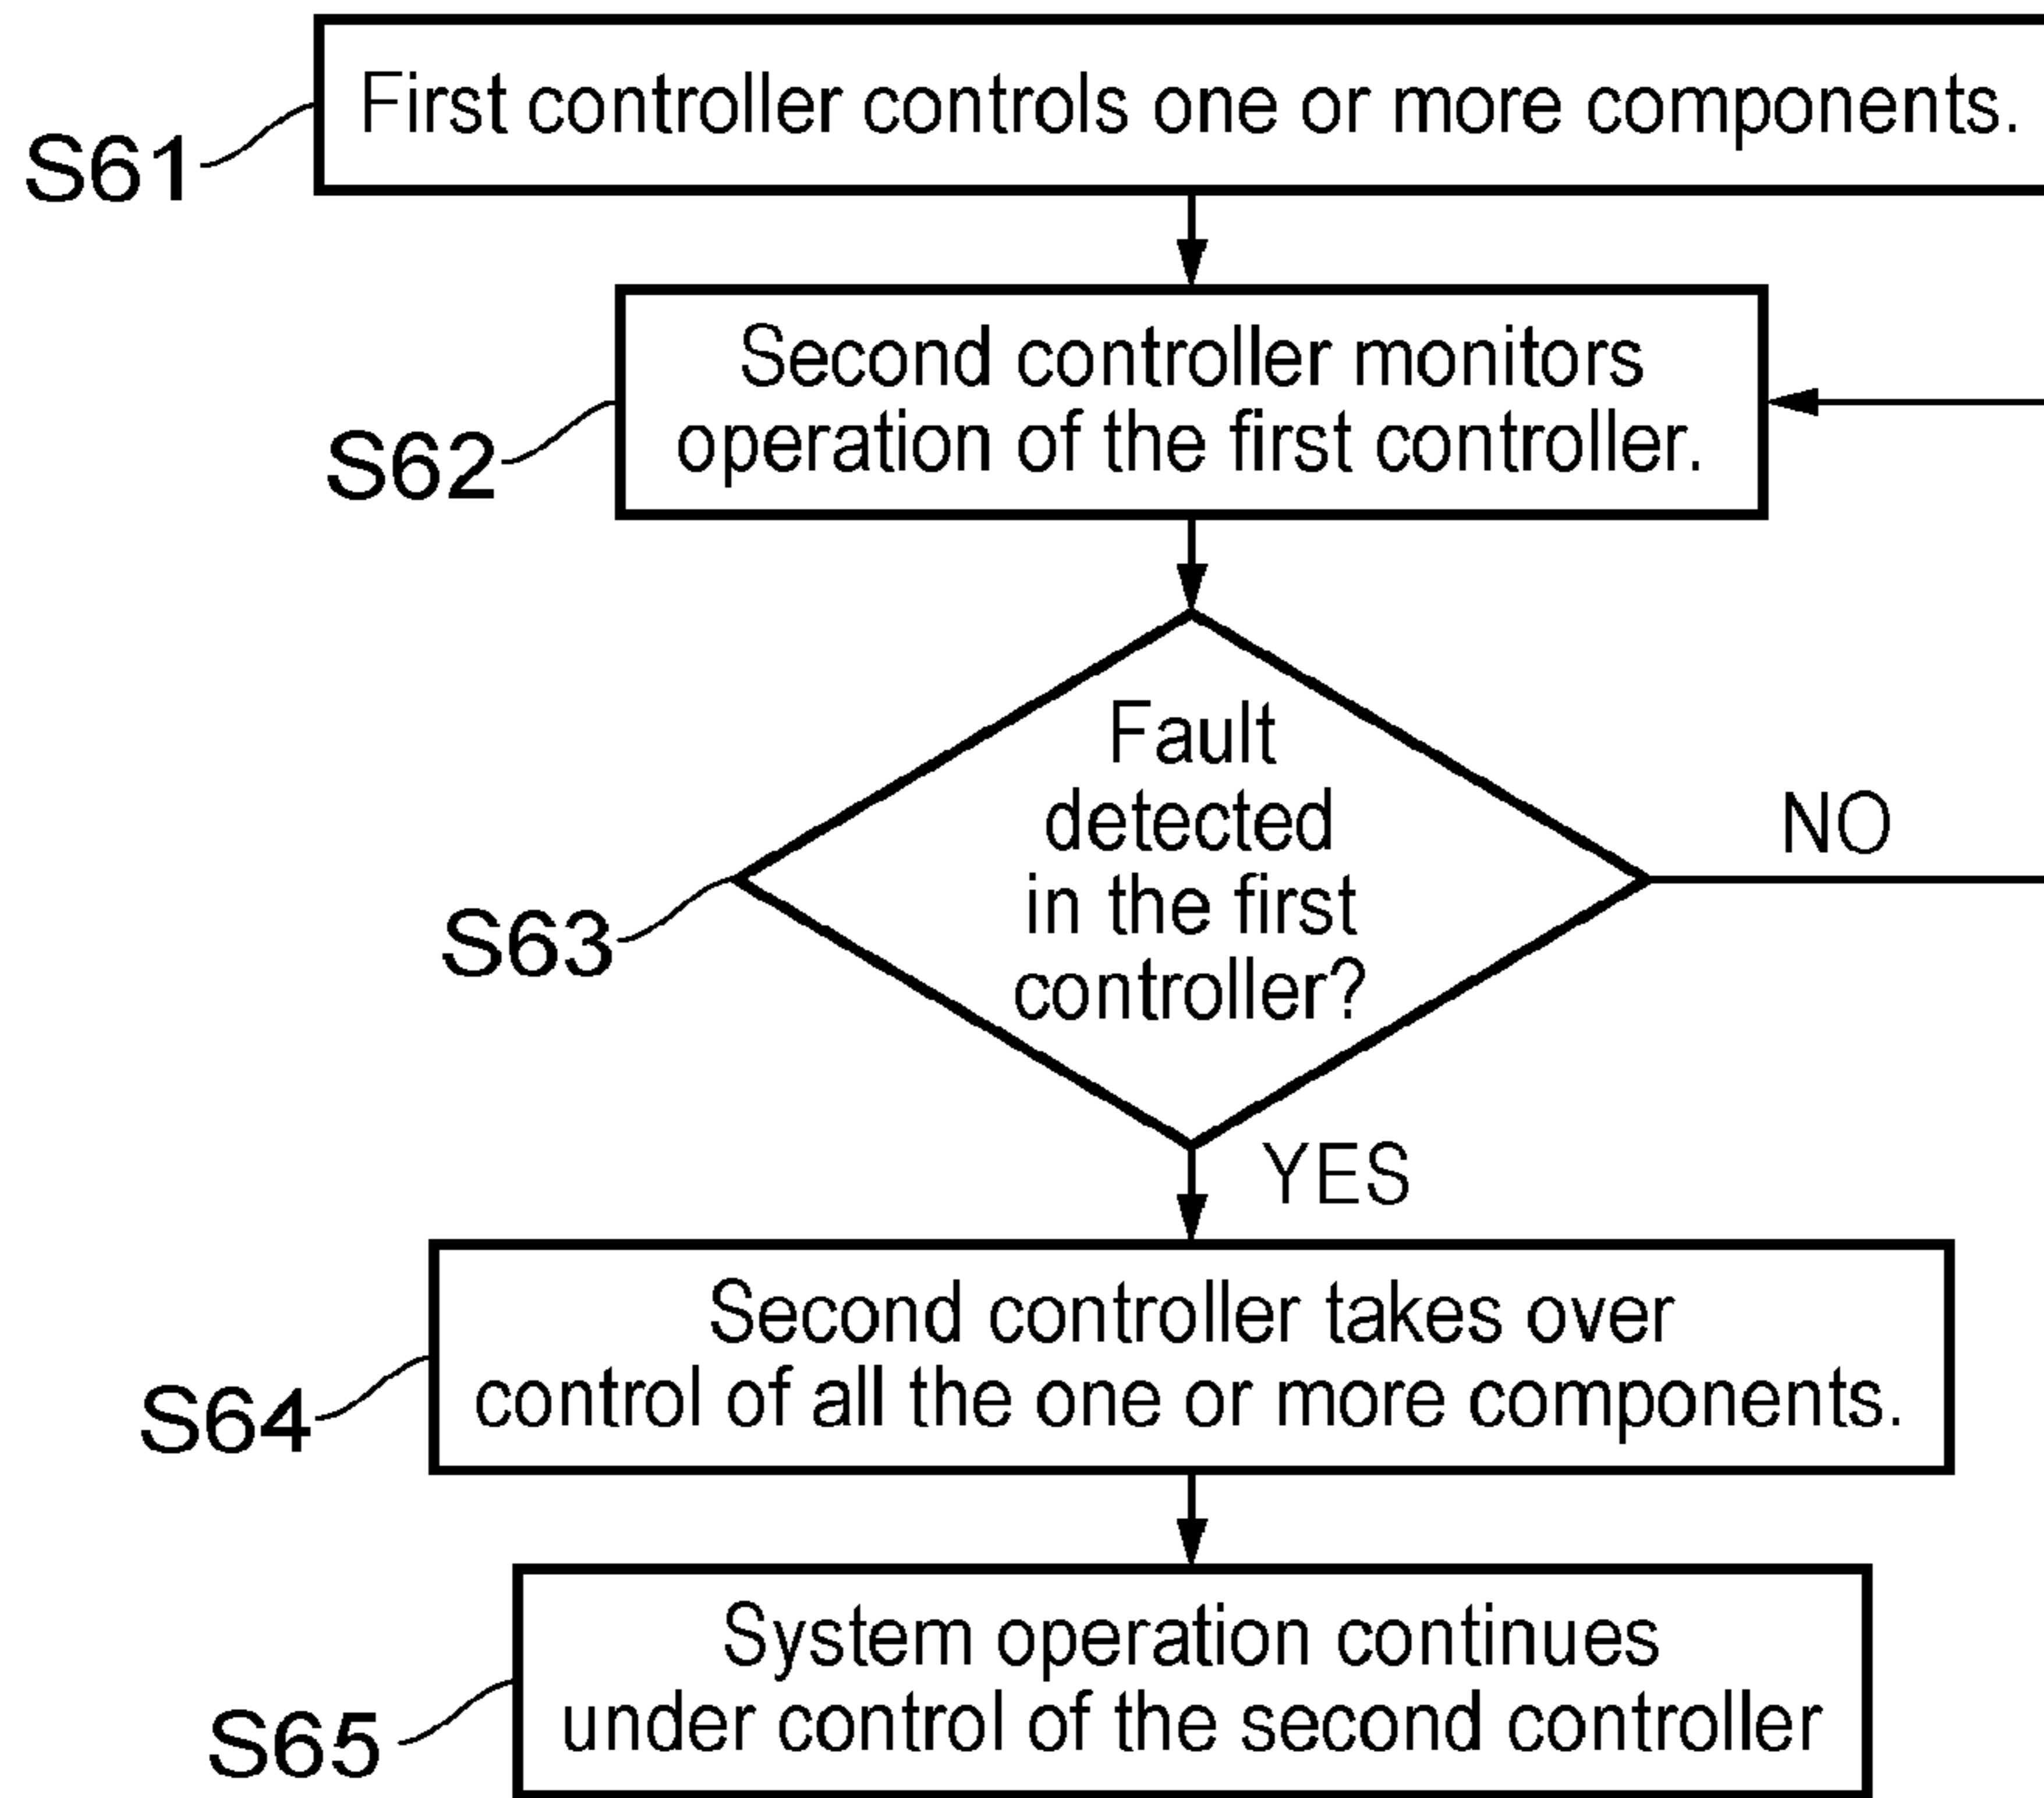 First controller controls one or more components.
S61
Second controller monitors
operation of the first controller.
S62
Fault
detected
in the first
controller?
NO
S63
YES
Second controller takes over
control of all the one or more components.
S64
System operation continues
under control of the second controller
S65